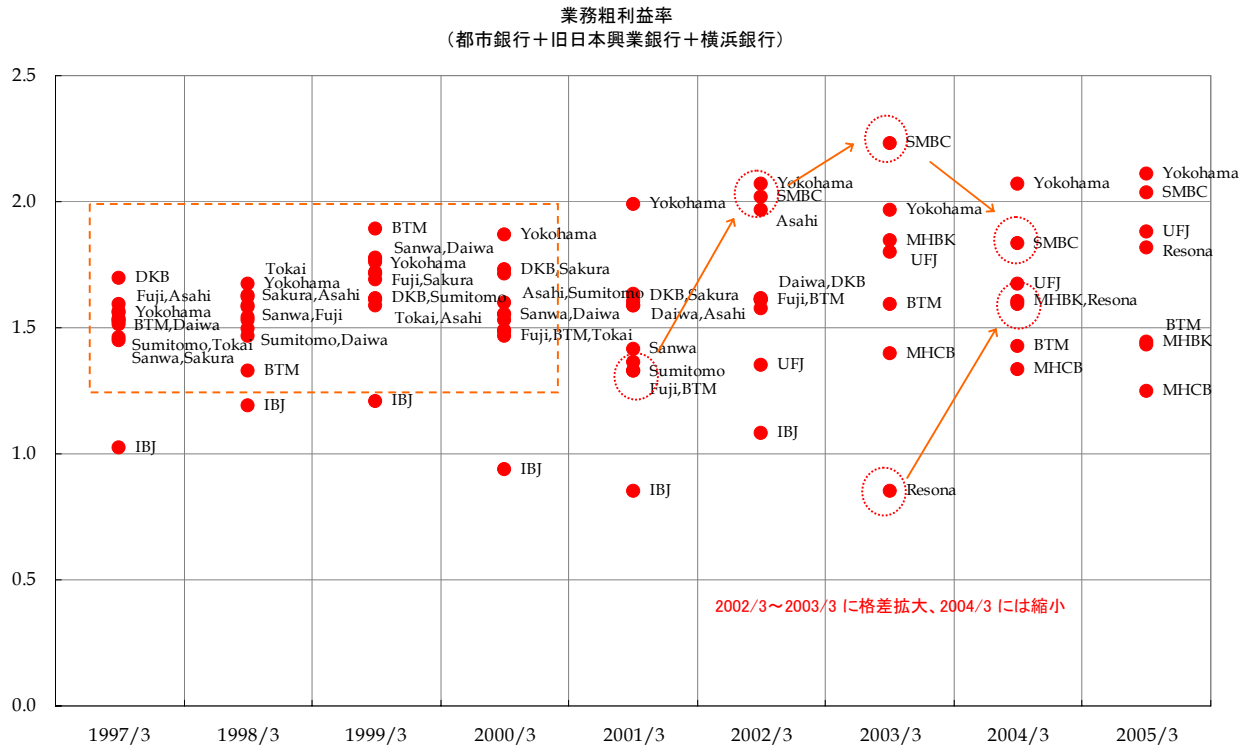 業務粗利益率
(都市銀行+旧日本興業銀行+横浜銀行)
2.5
2.0
1.5
1.0
0.5
0.0
DKB
Fuji,Asahi
Yokohama
BTM,Daiwa
Sumitomo,Tokai
Sanwa,Sakura
IBJ
Tokai
Yokohama
Sakura,Asahi
Sanwa,Fuji
Sumitomo,Daiwa
BTM
IBJ
BTM
Sanwa,Daiwa
Yokohama
Fuji,Sakura
DKB,Sumitomo
Tokai,Asahi
IBJ
Yokohama
DKB,Sakura
Asahi,Sumitomo
Sanwa,Daiwa
Fuji,BTM,Tokai
IBJ
Yokohama
DKB,Sakura
Daiwa,Asahi
Sanwa
Sumitomo
Fuji,BTM
IBJ
Yokohama
SMBC
Asahi
Daiwa,DKB
Fuji,BTM
UFJ
IBJ
SMBC
Yokohama
MHBK
UFJ
BTM
MHCB
Resona
Yokohama
SMBC
UFJ
MHBK,Resona
BTM
MHCB
Yokohama
SMBC
UFJ
Resona
BTM
MHBK
MHCB
2002/3～2003/3 に格差拡大、2004/3 には縮小
1997/3
1998/3
1999/3
2000/3
2001/3
2002/3
2003/3
2004/3
2005/3